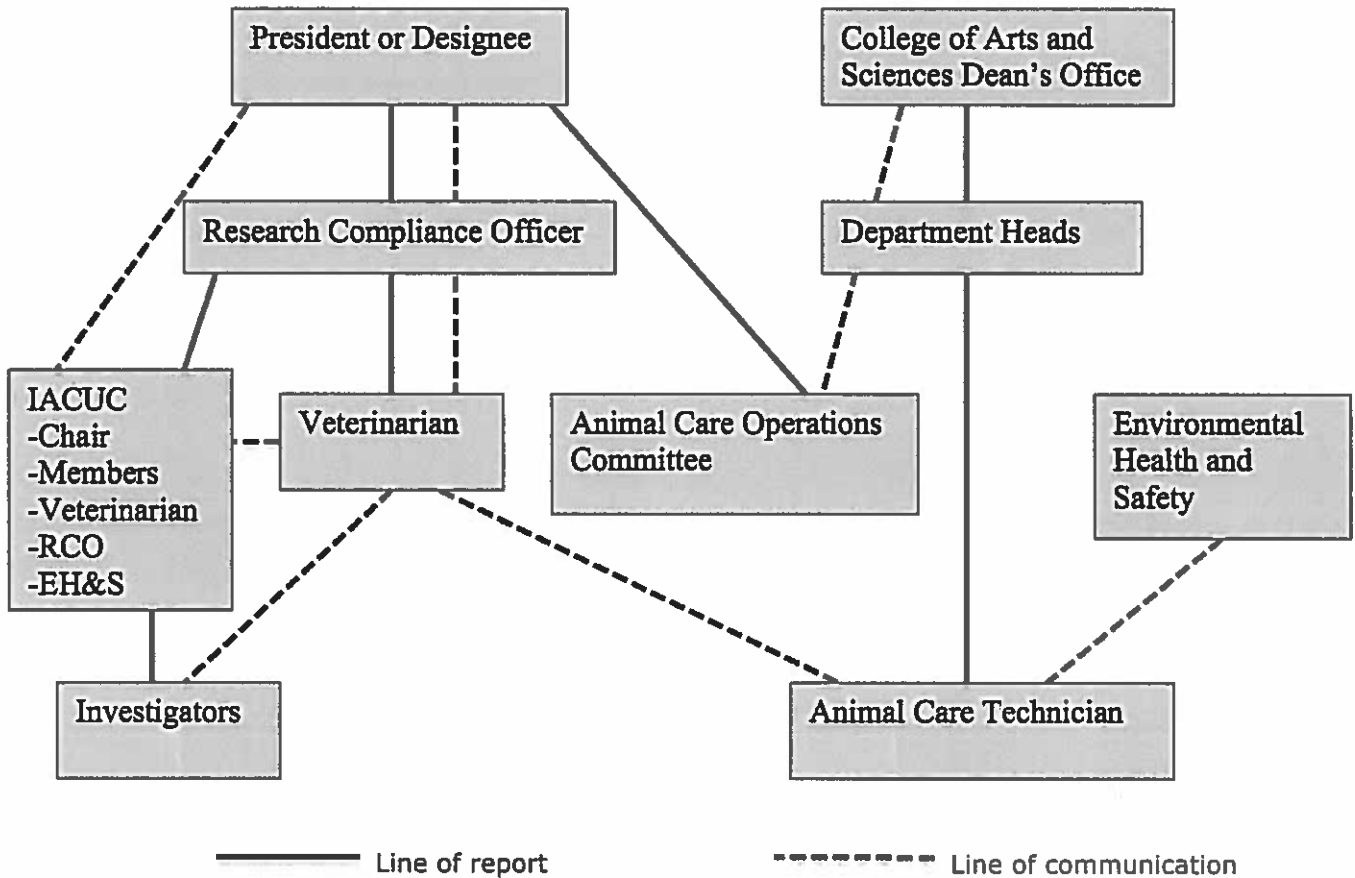 President or Designee
College of Arts and
Sciences Dean's Office
Research Compliance Officer
Department Heads
IACUC
-Chair
-Members
-Veterinarian
-RCO
-EH&S
Veterinarian
Animal Care Operations
Committee
Environmental
Health and
Safety
Investigators
Animal Care Technician
Line of report
Line of communication